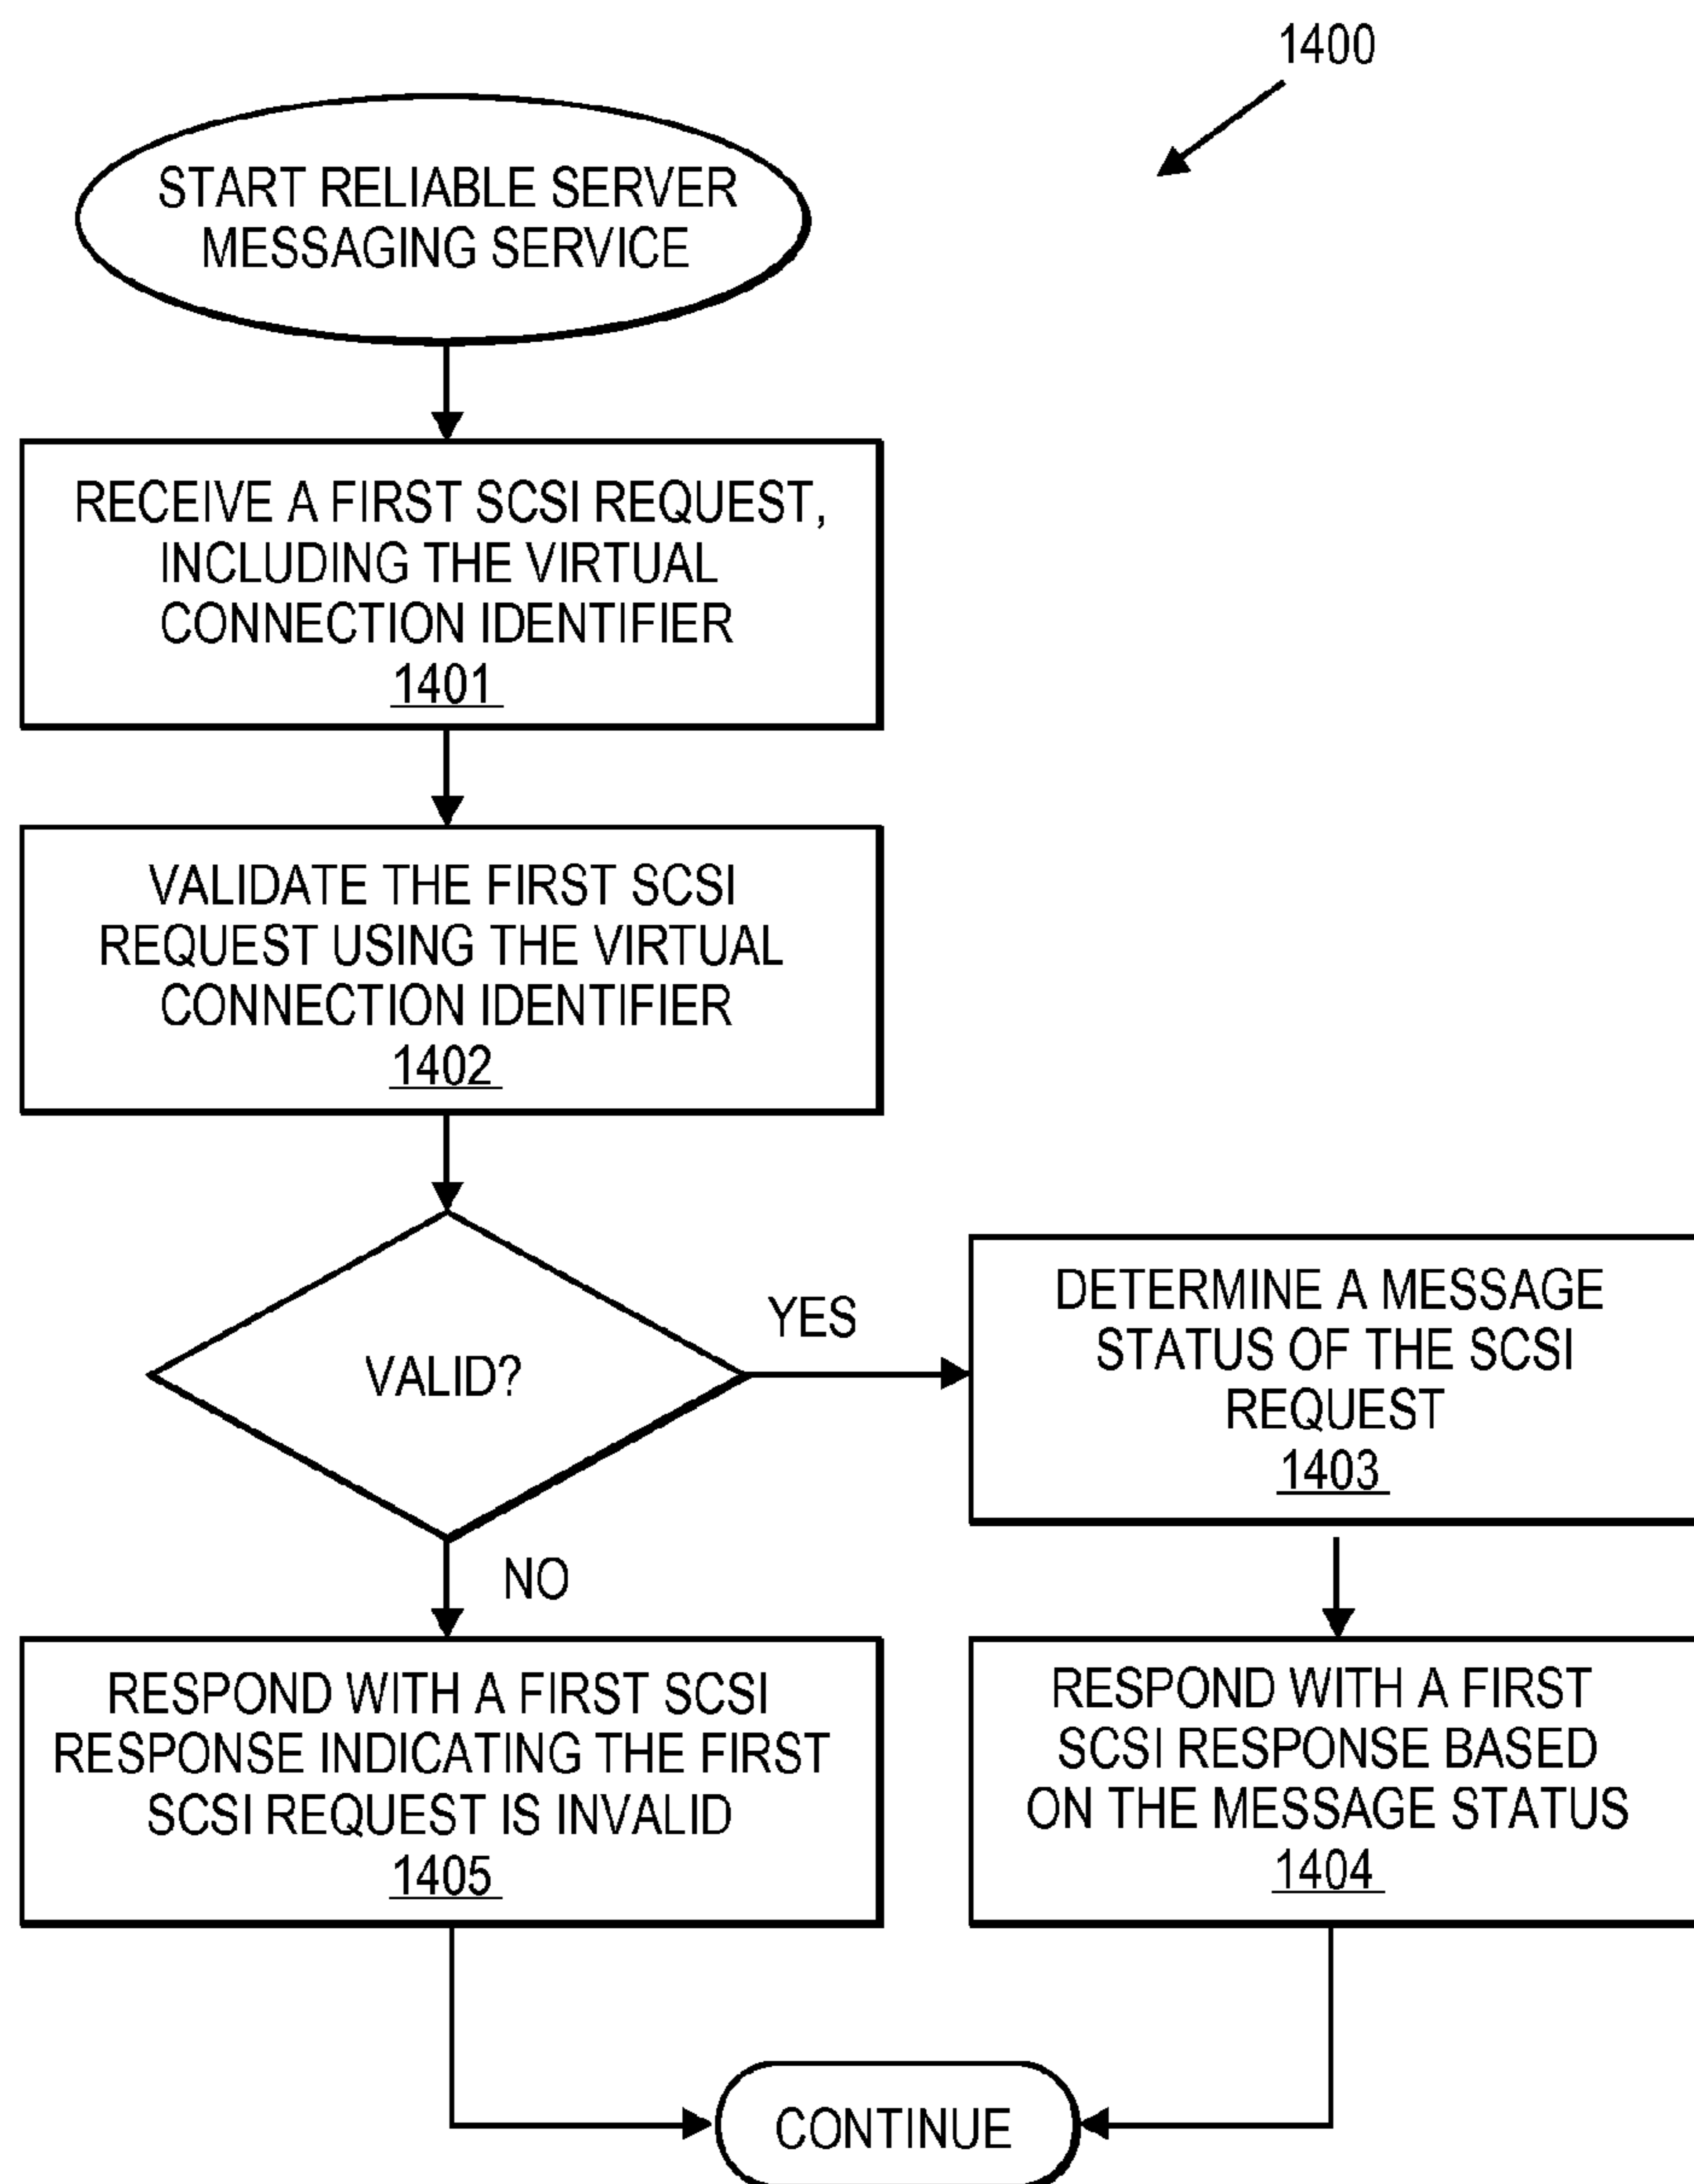 1400
START RELIABLE SERVER
MESSAGING SERVICE
RECEIVE A FIRST SCSI REQUEST,
INCLUDING THE VIRTUAL
CONNECTION IDENTIFIER
1401
VALIDATE THE FIRST SCSI
REQUEST USING THE VIRTUAL
CONNECTION IDENTIFIER
1402
VALID?
YES
DETERMINE A MESSAGE
STATUS OF THE SCSI
REQUEST
1403
NO
RESPOND WITH A FIRST SCSI
RESPONSE INDICATING THE FIRST
SCSI REQUEST IS INVALID
1405
RESPOND WITH A FIRST
SCSI RESPONSE BASED
ON THE MESSAGE STATUS
1404
CONTINUE